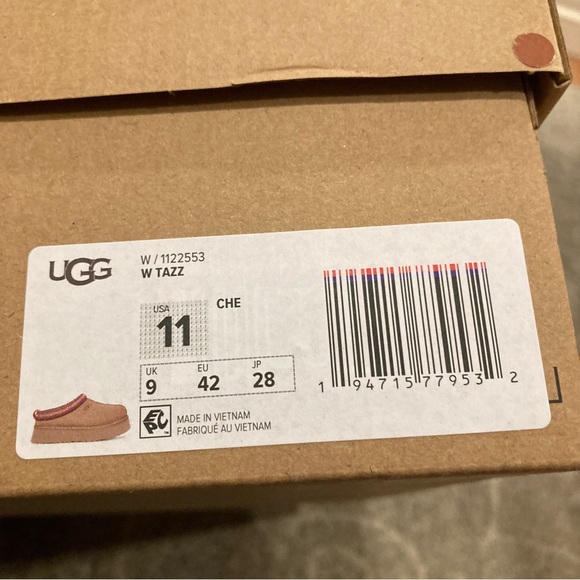 UGG
W / 1122553
W TAZZ
USA
11
CHE
UK EU JP
9 42 28
EPC™
MADE IN VIETNAM
FABRIQUÉ AU VIETNAM
1 94715 77953 2